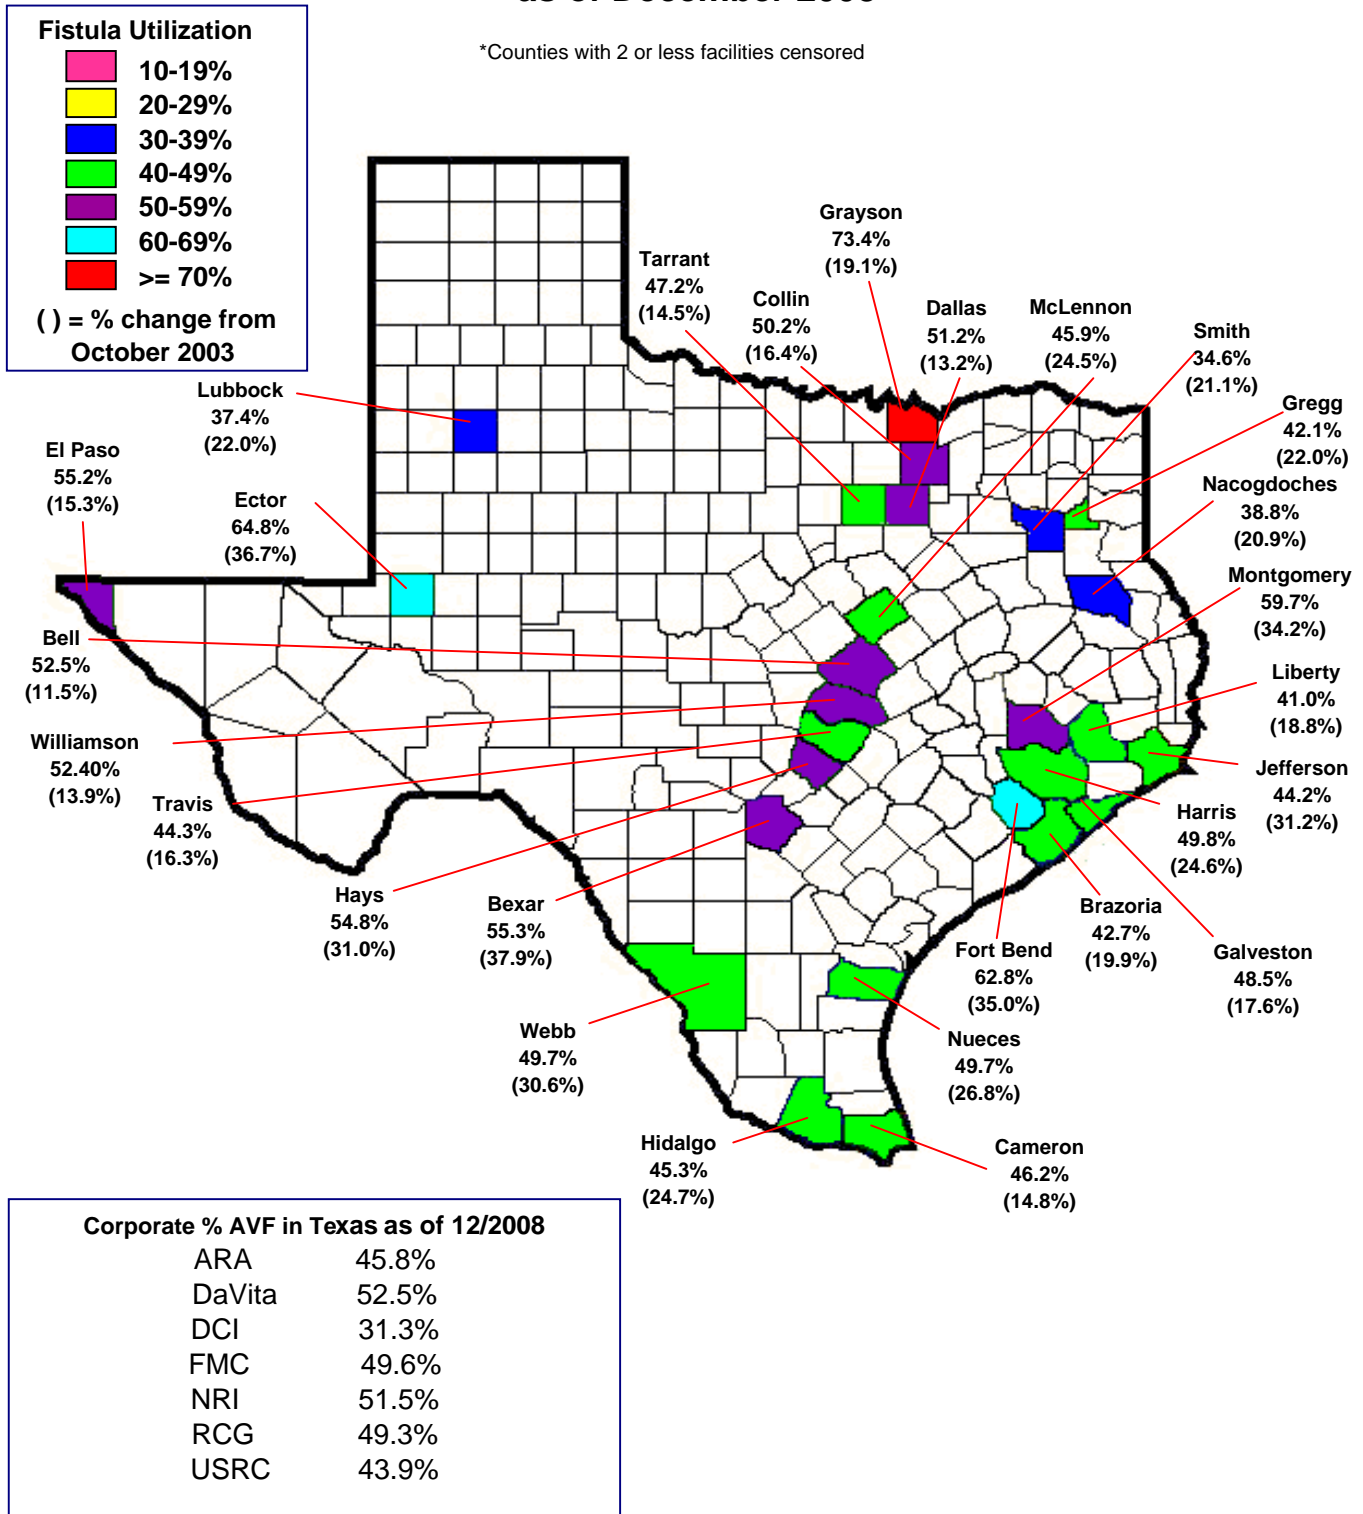 as of December 2008
*Counties with 2 or less facilities censored
Fistula Utilization
10-19%
20-29%
30-39%
40-49%
50-59%
60-69%
>= 70%
( ) = % change from
October 2003
Grayson
73.4%
(19.1%)
Tarrant
47.2%
(14.5%)
Collin
50.2%
(16.4%)
Dallas
51.2%
(13.2%)
McLennon
45.9%
(24.5%)
Smith
34.6%
(21.1%)
Lubbock
37.4%
(22.0%)
Gregg
42.1%
(22.0%)
El Paso
55.2%
(15.3%)
Ector
64.8%
(36.7%)
Nacogdoches
38.8%
(20.9%)
Montgomery
59.7%
(34.2%)
Bell
52.5%
(11.5%)
Liberty
41.0%
(18.8%)
Williamson
52.40%
(13.9%)
Travis
44.3%
(16.3%)
Jefferson
44.2%
(31.2%)
Harris
49.8%
(24.6%)
Hays
54.8%
(31.0%)
Bexar
55.3%
(37.9%)
Brazoria
42.7%
(19.9%)
Fort Bend
62.8%
(35.0%)
Galveston
48.5%
(17.6%)
Webb
49.7%
(30.6%)
Nueces
49.7%
(26.8%)
Hidalgo
45.3%
(24.7%)
Cameron
46.2%
(14.8%)
Corporate % AVF in Texas as of 12/2008
ARA 45.8%
DaVita 52.5%
DCI 31.3%
FMC 49.6%
NRI 51.5%
RCG 49.3%
USRC 43.9%